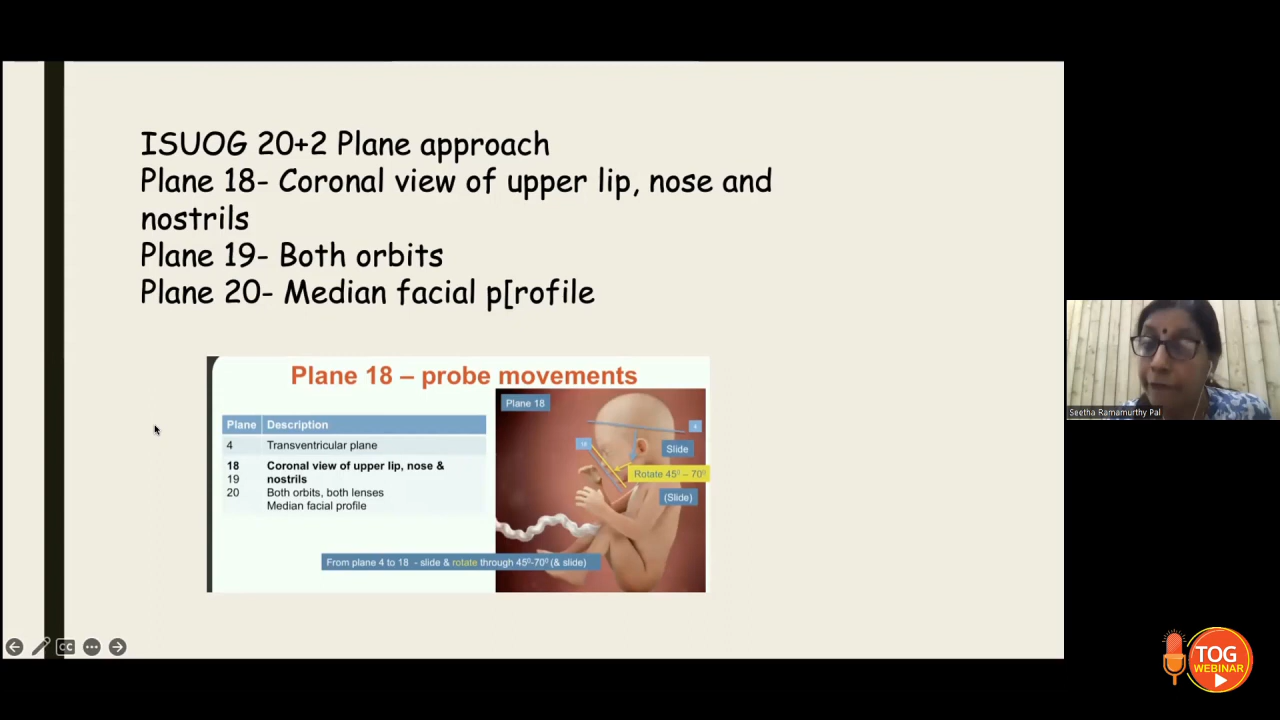 ISUOG 20+2 Plane approach
Plane 18- Coronal view of upper lip, nose and
nostrils
Plane 19- Both orbits
Plane 20- Median facial p[rofile
Plane 18 – probe movements
Plane Description
4 Transventricular plane
18 Coronal view of upper lip, nose &
19 nostrils
20 Both orbits, both lenses
Median facial profile
Plane 18
4
18
Slide
Rotate 45⁰ – 70⁰
(Slide)
From plane 4 to 18 - slide & rotate through 45⁰-70⁰ (& slide)
Seetha Ramamurthy Pal
CC
TOG
WEBINAR